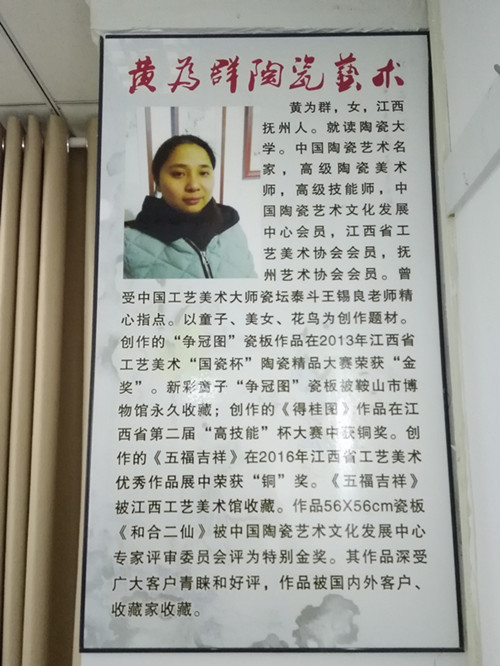 黄为群陶瓷艺术
黄为群，女，江西
抚州人。就读陶瓷大
学。中国陶瓷艺术名
家，高级陶瓷美术
师，高级技能师，中
国陶瓷艺术文化发展
中心会员，江西省工
艺美术协会会员，抚
州艺术协会会员。曾
受中国工艺美术大师瓷坛泰斗王锡良老师精
心指点。以童子、美女、花鸟为创作题材。
创作的“争冠图”瓷板作品在2013年江西省
工艺美术“国瓷杯”陶瓷精品大赛荣获“金
奖”。新彩童子“争冠图”瓷板被鞍山市博
物馆永久收藏；创作的《得桂图》作品在江
西省第二届“高技能”杯大赛中获铜奖。创
作的《五福吉祥》在2016年江西省工艺美术
优秀作品展中荣获“铜”奖。《五福吉祥》
被江西工艺美术馆收藏。作品56X56cm瓷板
《和合二仙》被中国陶瓷艺术文化发展中心
专家评审委员会评为特别金奖。其作品深受
广大客户青睐和好评，作品被国内外客户、
收藏家收藏。